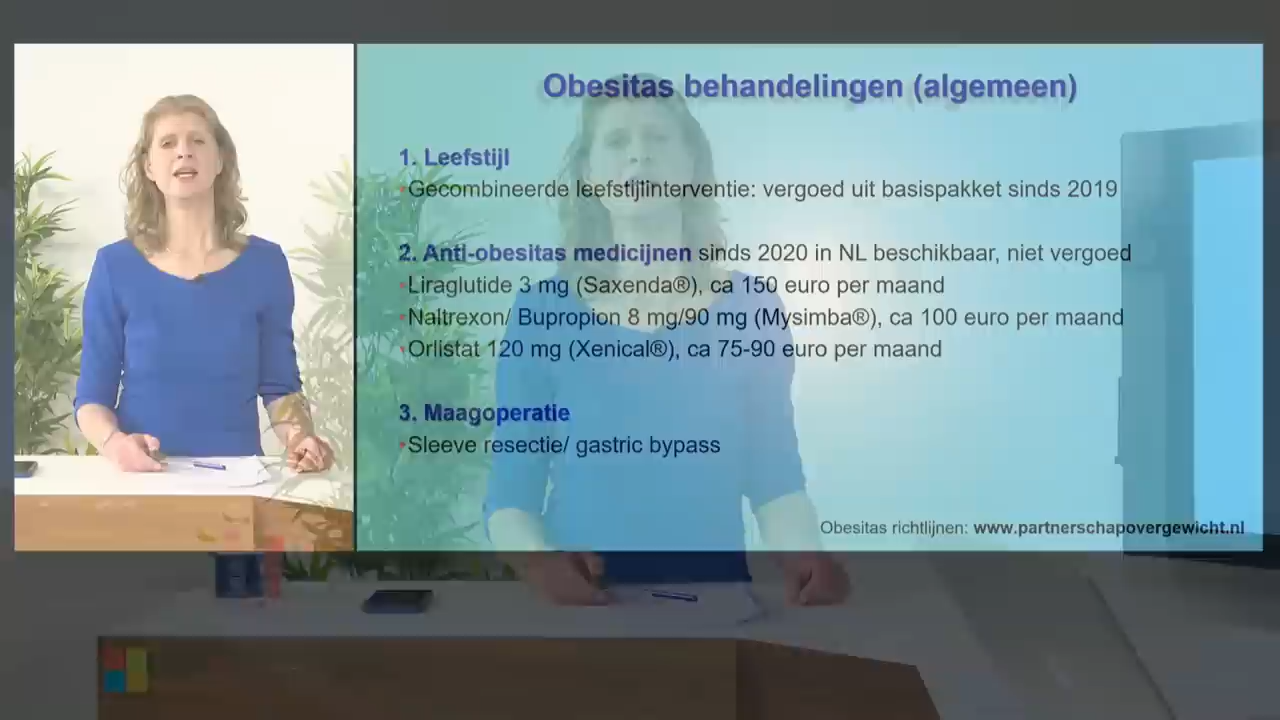 Obesitas behandelingen (algemeen)
1. Leefstijl
•Gecombineerde leefstijlinterventie: vergoed uit basispakket sinds 2019
2. Anti-obesitas medicijnen sinds 2020 in NL beschikbaar, niet vergoed
•Liraglutide 3 mg (Saxenda®), ca 150 euro per maand
•Naltrexon/ Bupropion 8 mg/90 mg (Mysimba®), ca 100 euro per maand
•Orlistat 120 mg (Xenical®), ca 75-90 euro per maand
3. Maagoperatie
•Sleeve resectie/ gastric bypass
Obesitas richtlijnen: www.partnerschapovergewicht.nl